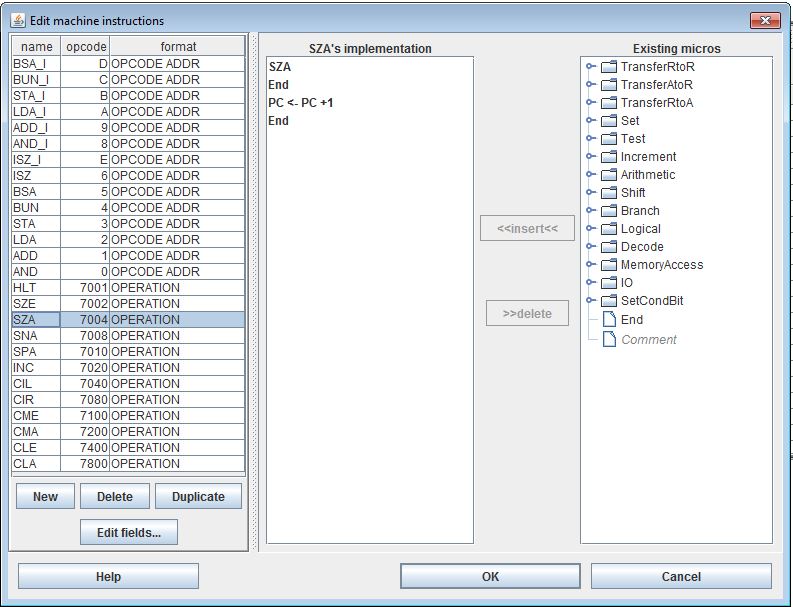 Edit machine instructions
name opcode format
BSA_I D OPCODE ADDR
BUN_I C OPCODE ADDR
STA_I B OPCODE ADDR
LDA_I A OPCODE ADDR
ADD_I 9 OPCODE ADDR
AND_I 8 OPCODE ADDR
ISZ_I E OPCODE ADDR
ISZ 6 OPCODE ADDR
BSA 5 OPCODE ADDR
BUN 4 OPCODE ADDR
STA 3 OPCODE ADDR
LDA 2 OPCODE ADDR
ADD 1 OPCODE ADDR
AND 0 OPCODE ADDR
HLT 7001 OPERATION
SZE 7002 OPERATION
SZA 7004 OPERATION
SNA 7008 OPERATION
SPA 7010 OPERATION
INC 7020 OPERATION
CIL 7040 OPERATION
CIR 7080 OPERATION
CME 7100 OPERATION
CMA 7200 OPERATION
CLE 7400 OPERATION
CLA 7800 OPERATION
New Delete Duplicate
Edit fields...
SZA's implementation
SZA
End
PC <- PC +1
End
<<insert<<
>>delete
Existing micros
TransferRtoR
TransferAtoR
TransferRtoA
Set
Test
Increment
Arithmetic
Shift
Branch
Logical
Decode
MemoryAccess
IO
SetCondBit
End
Comment
Help OK Cancel